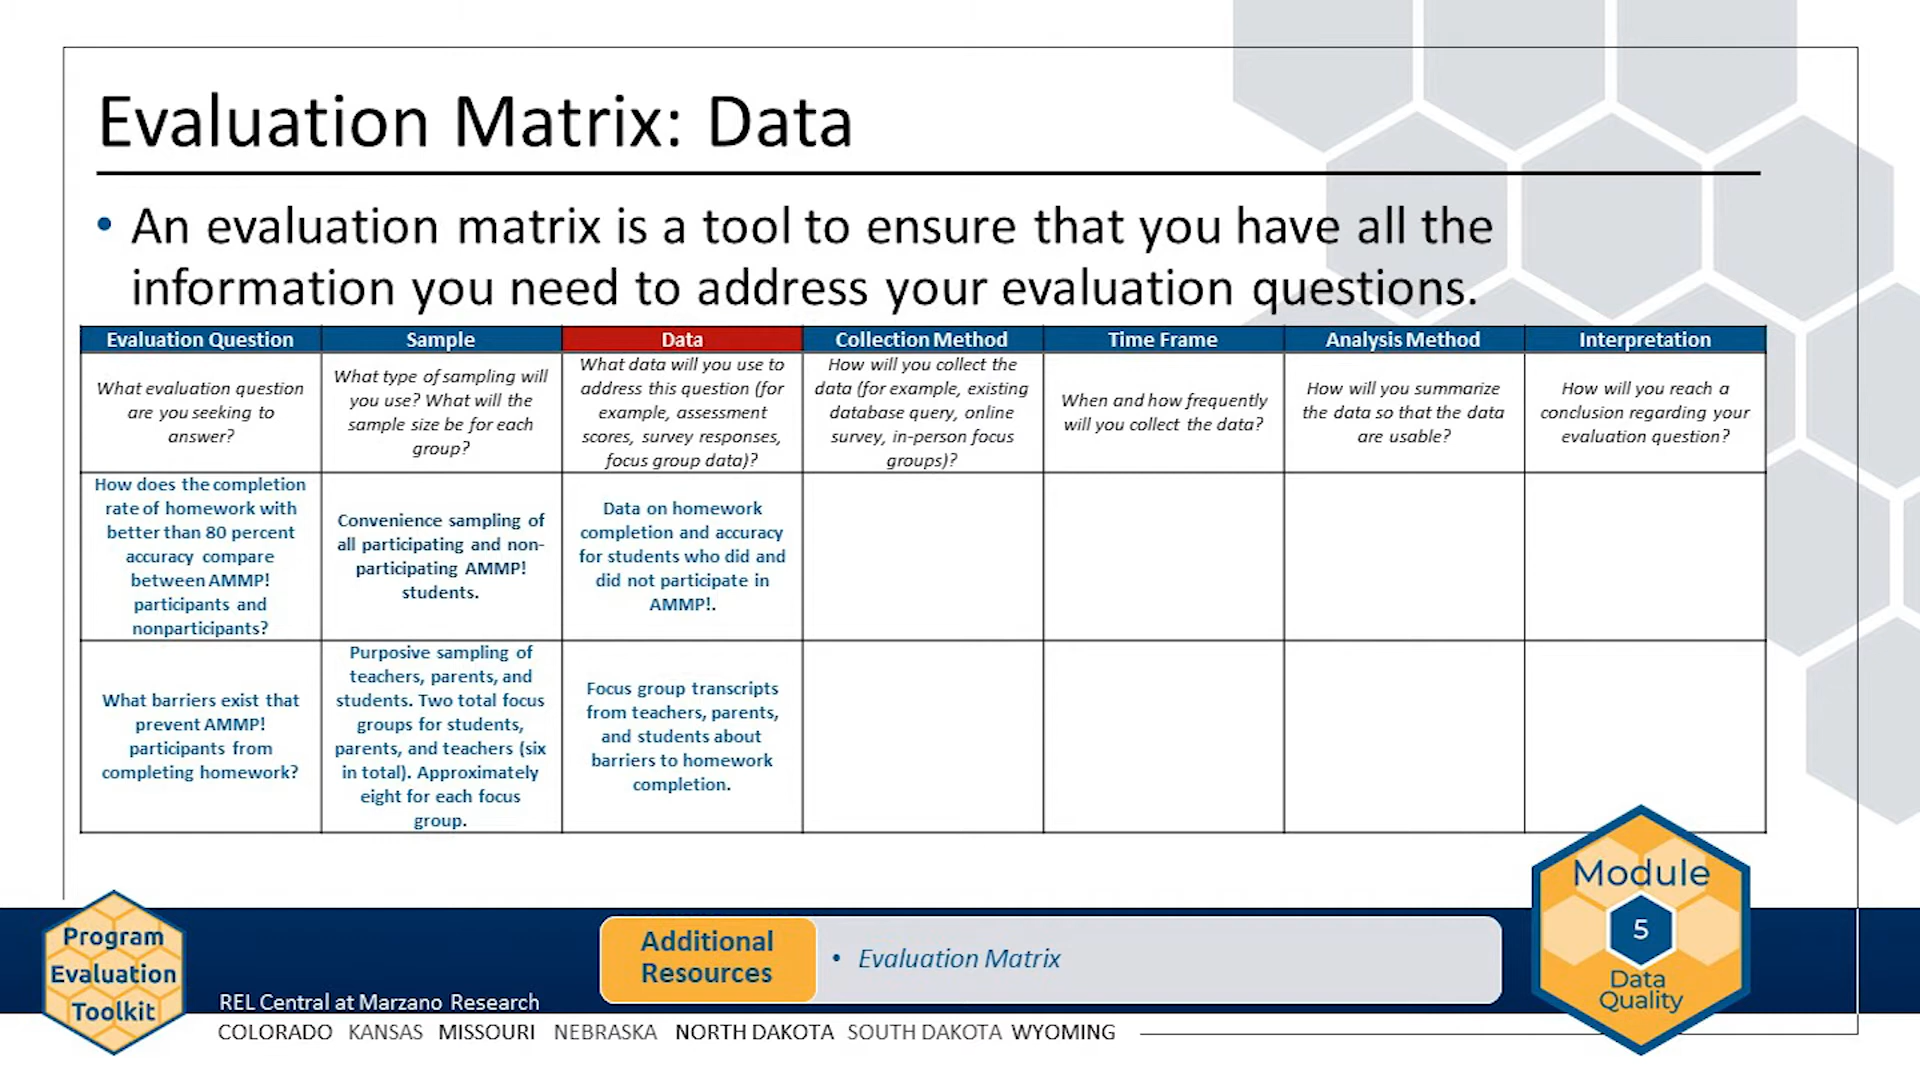 Evaluation Matrix: Data
• An evaluation matrix is a tool to ensure that you have all the
information you need to address your evaluation questions.
Evaluation Question
Sample
Data
Collection Method
Time Frame
Analysis Method
Interpretation
What evaluation question
are you seeking to
answer?
What type of sampling will
you use? What will the
sample size be for each
group?
What data will you use to
address this question (for
example, assessment
scores, survey responses,
focus group data)?
How will you collect the
data (for example, existing
database query, online
survey, in-person focus
groups)?
When and how frequently
will you collect the data?
How will you summarize
the data so that the data
are usable?
How will you reach a
conclusion regarding your
evaluation question?
How does the completion
rate of homework with
better than 80 percent
accuracy compare
between AMMP!
participants and
nonparticipants?
Convenience sampling of
all participating and non-
participating AMMP!
students.
Data on homework
completion and accuracy
for students who did and
did not participate in
AMMP!.
What barriers exist that
prevent AMMP!
participants from
completing homework?
Purposive sampling of
teachers, parents, and
students. Two total focus
groups for students,
parents, and teachers (six
in total). Approximately
eight for each focus
group.
Focus group transcripts
from teachers, parents,
and students about
barriers to homework
completion.
Program
Evaluation
Toolkit
REL Central at Marzano Research
COLORADO KANSAS MISSOURI NEBRASKA NORTH DAKOTA SOUTH DAKOTA WYOMING
Additional
Resources
• Evaluation Matrix
Module
5
Data
Quality